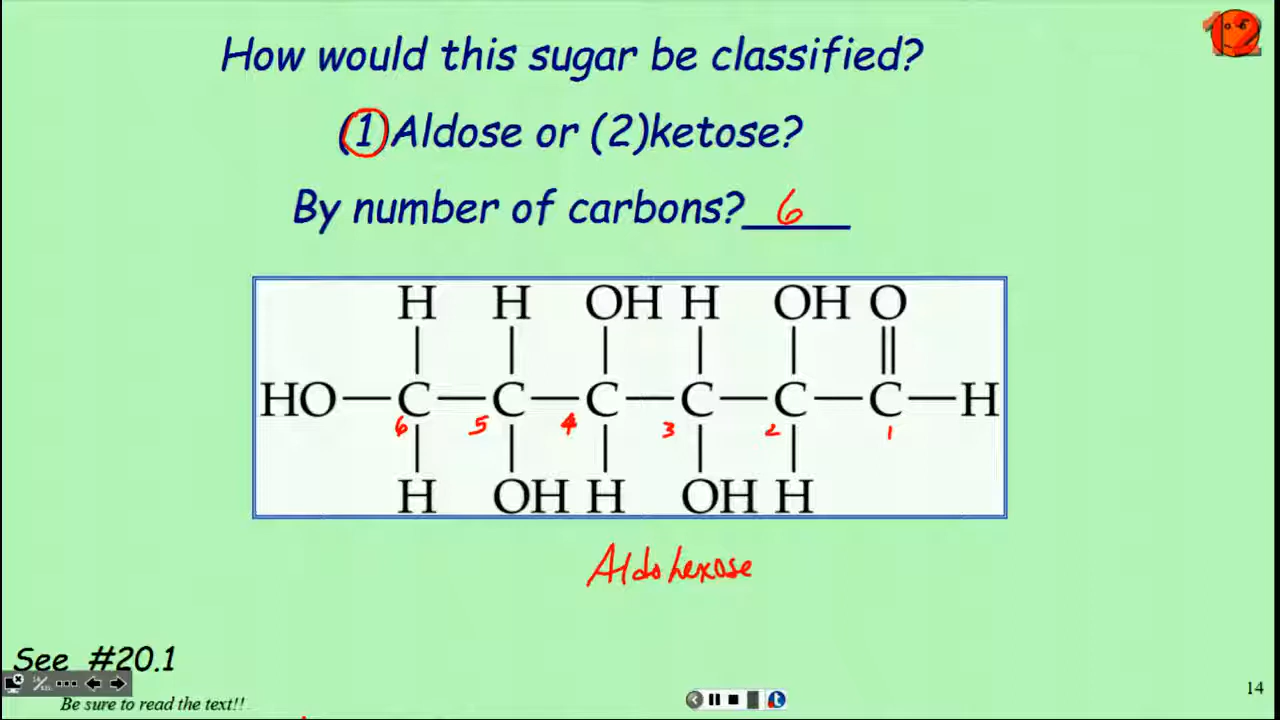 12
How would this sugar be classified?
(1)Aldose or (2)ketose?
By number of carbons? 6
H H OH H OH O
HO C C C C C C H
6 5 4 3 2 1
H OH H OH H
Aldohexose
See #20.1
Be sure to read the text!!
14